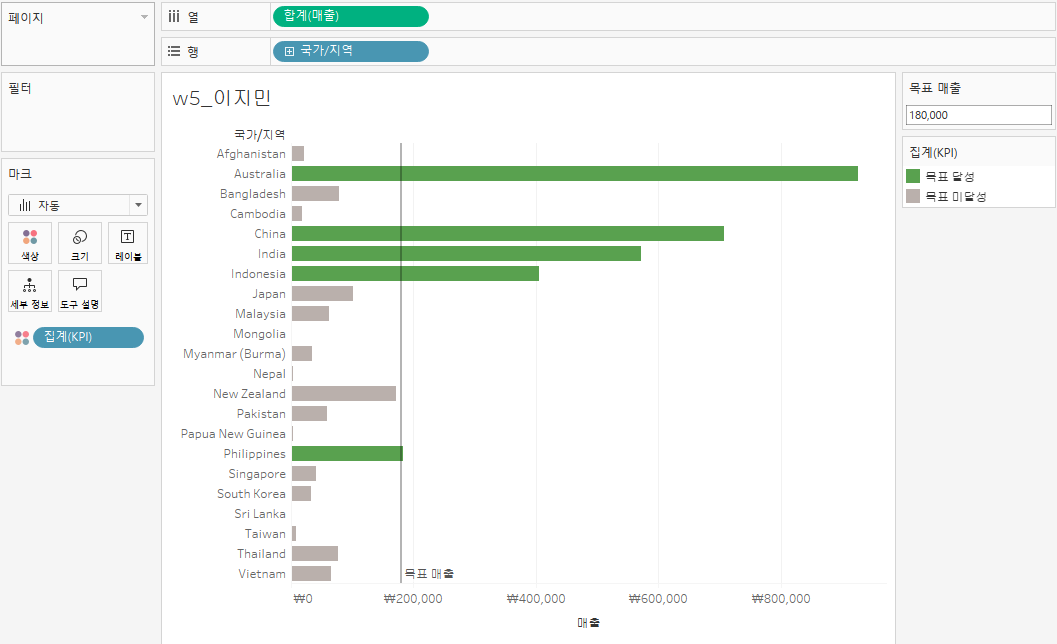 페이지
열
합계(매출)
행
국가/지역
필터
마크
자동
색상
크기
레이블
세부 정보
도구 설명
집계(KPI)
w5_이지민
국가/지역
Afghanistan
Australia
Bangladesh
Cambodia
China
India
Indonesia
Japan
Malaysia
Mongolia
Myanmar (Burma)
Nepal
New Zealand
Pakistan
Papua New Guinea
Philippines
Singapore
South Korea
Sri Lanka
Taiwan
Thailand
Vietnam
목표 매출
₩0
₩200,000
₩400,000
₩600,000
₩800,000
매출
목표 매출
180,000
집계(KPI)
목표 달성
목표 미달성